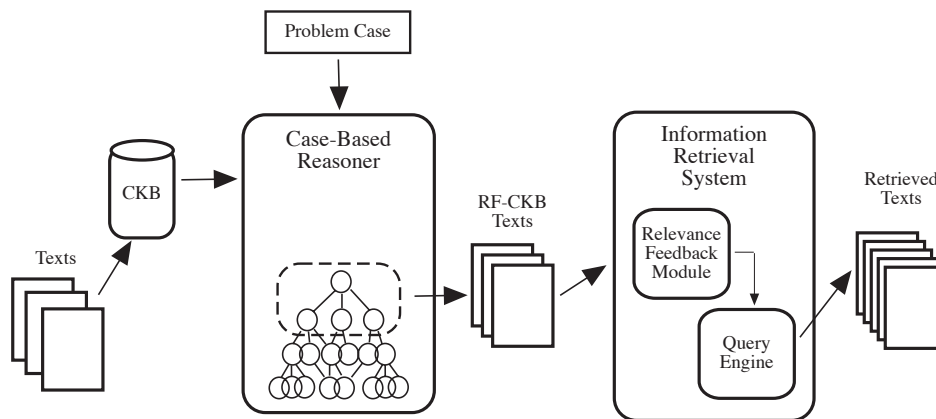 Problem Case
Case-Based
Reasoner
CKB
Texts
RF-CKB
Texts
Information
Retrieval
System
Relevance
Feedback
Module
Query
Engine
Retrieved
Texts